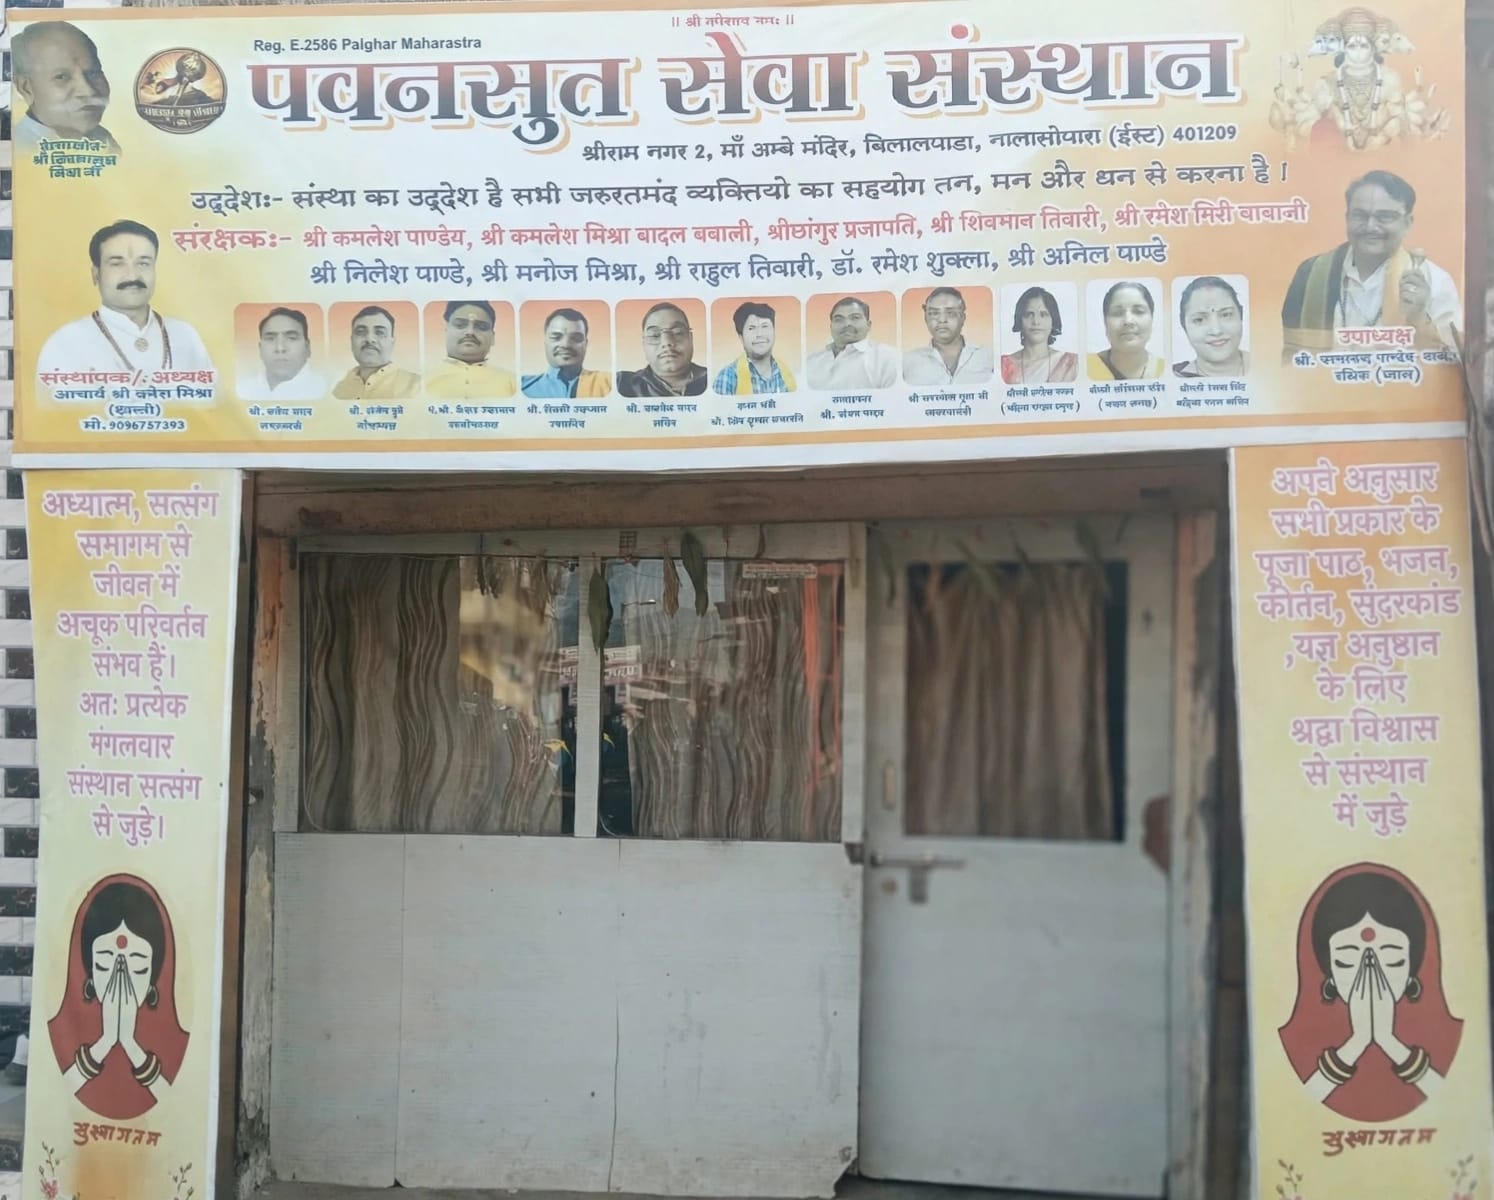 || श्री गणेशाय नमः ||
Reg. E.2586 Palghar Maharastra
पवनसुत सेवा संस्थान
श्रीराम नगर 2, माँ अम्बे मंदिर, बिलालपाडा, नालासोपारा (ईस्ट) 401209
उद्देशः- संस्था का उद्देश है सभी जरुरतमंद व्यक्तियो का सहयोग तन, मन और धन से करना है ।
संरक्षकः- श्री कमलेश पाण्डेय, श्री कमलेश मिश्रा बादल बवाली, श्रीछांगुर प्रजापति, श्री शिवमान तिवारी, श्री रमेश मिरी बाबानी
श्री निलेश पाण्डे, श्री मनोज मिश्रा, श्री राहुल तिवारी, डॉ. रमेश शुक्ला, श्री अनिल पाण्डे
संस्थापक/: अध्यक्ष
आचार्य श्री मिश्रा
मो. 9096757393
उपाध्यक्ष
अध्यात्म, सत्संग
समागम से
जीवन में
अचूक परिवर्तन
संभव हैं।
अतः प्रत्येक
मंगलवार
संस्थान सत्संग
से जुड़े।
सुस्वागतम
अपने अनुसार
सभी प्रकार के
पूजा पाठ, भजन,
कीर्तन, सुंदरकांड
,यज्ञ अनुष्ठान
के लिए
श्रद्वा विश्वास
से संस्थान
में जुड़े
सुस्वागतम